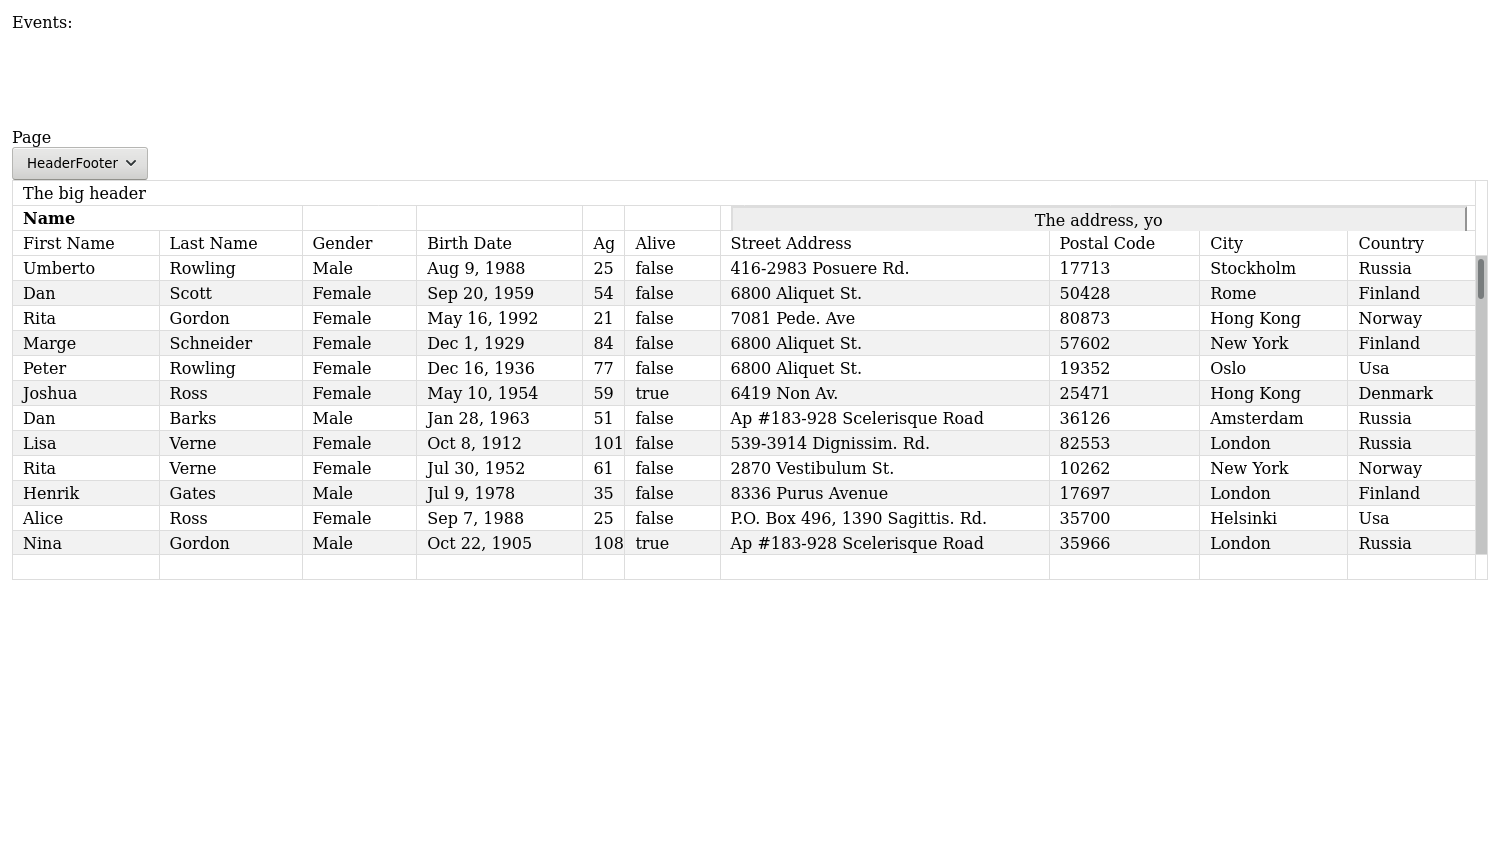 Events:
Page
HeaderFooter
The big header
Name The address, yo
First Name Last Name Gender Birth Date Ag Alive Street Address Postal Code City Country
Umberto Rowling Male Aug 9, 1988 25 false 416-2983 Posuere Rd. 17713 Stockholm Russia
Dan Scott Female Sep 20, 1959 54 false 6800 Aliquet St. 50428 Rome Finland
Rita Gordon Female May 16, 1992 21 false 7081 Pede. Ave 80873 Hong Kong Norway
Marge Schneider Female Dec 1, 1929 84 false 6800 Aliquet St. 57602 New York Finland
Peter Rowling Female Dec 16, 1936 77 false 6800 Aliquet St. 19352 Oslo Usa
Joshua Ross Female May 10, 1954 59 true 6419 Non Av. 25471 Hong Kong Denmark
Dan Barks Male Jan 28, 1963 51 false Ap #183-928 Scelerisque Road 36126 Amsterdam Russia
Lisa Verne Female Oct 8, 1912 101 false 539-3914 Dignissim. Rd. 82553 London Russia
Rita Verne Female Jul 30, 1952 61 false 2870 Vestibulum St. 10262 New York Norway
Henrik Gates Male Jul 9, 1978 35 false 8336 Purus Avenue 17697 London Finland
Alice Ross Female Sep 7, 1988 25 false P.O. Box 496, 1390 Sagittis. Rd. 35700 Helsinki Usa
Nina Gordon Male Oct 22, 1905 108 true Ap #183-928 Scelerisque Road 35966 London Russia